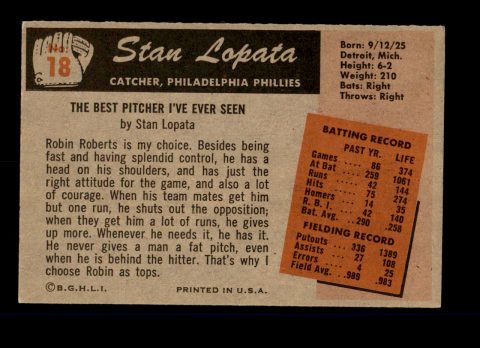 No.
18
Stan Lopata
CATCHER, PHILADELPHIA PHILLIES
Born: 9/12/25
Detroit, Mich.
Height: 6-2
Weight: 210
Bats: Right
Throws: Right
THE BEST PITCHER I'VE EVER SEEN
by Stan Lopata
Robin Roberts is my choice. Besides being
fast and having splendid control, he has a
head on his shoulders, and has just the
right attitude for the game, and also a lot
of courage. When his team mates get him
but one run, he shuts out the opposition;
when they get him a lot of runs, he gives
up more. Whenever he needs it, he has it.
He never gives a man a fat pitch, even
when he is behind the hitter. That's why I
choose Robin as tops.
©B.G.H.L.I.
PRINTED IN U.S.A.
BATTING RECORD
PAST YR. LIFE
Games 86 374
At Bat 259 1061
Runs 42 144
Hits 75 274
Homers 14 35
R. B. I. 42 140
Bat. Avg. .290 .258
FIELDING RECORD
Putouts 336 1389
Assists 27 108
Errors 4 25
Field Avg. .989 .983